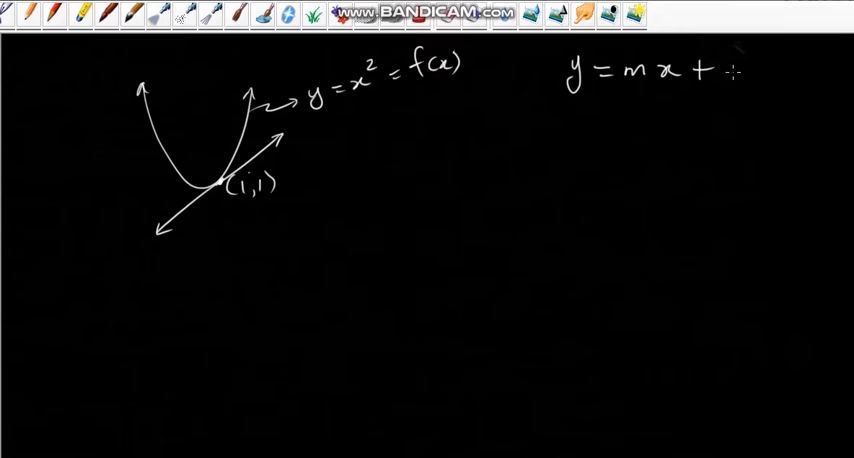 www.BANDICAM.com
y = x² = f(x)
y = mx +
(1,1)